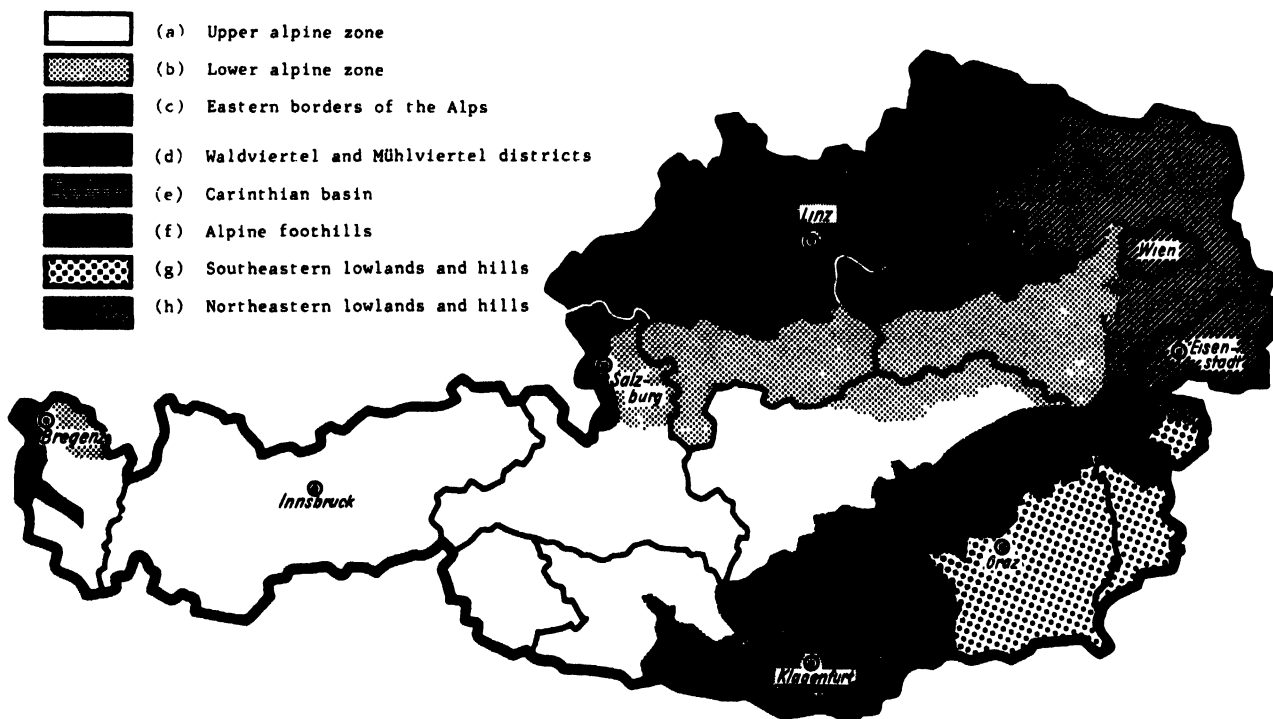 (a) Upper alpine zone
(b) Lower alpine zone
(c) Eastern borders of the Alps
(d) Waldviertel and Mühlviertel districts
(e) Carinthian basin
(f) Alpine foothills
(g) Southeastern lowlands and hills
(h) Northeastern lowlands and hills
Linz
Wien
Eisen-
stadt
Salz-
burg
Bregenz
Innsbruck
Graz
Klagenfurt